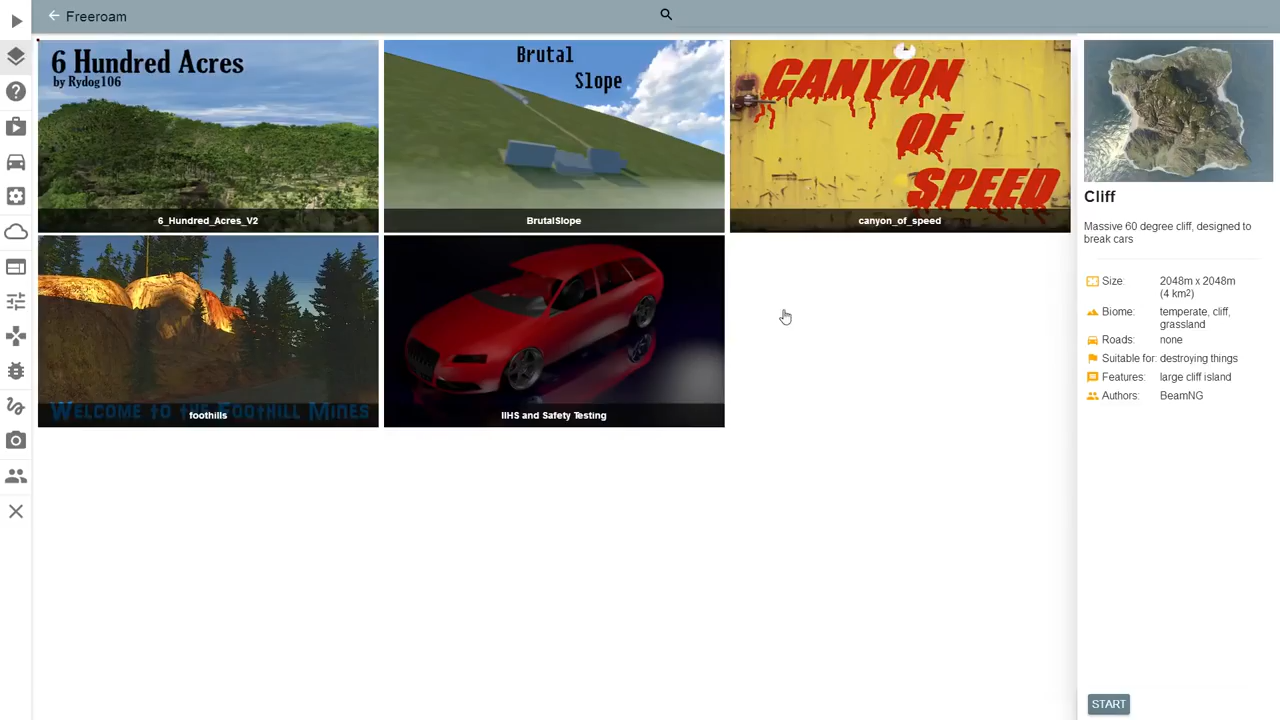 Freeroam
6 Hundred Acres
by Rydog106
6_Hundred_Acres_V2
Brutal
Slope
BrutalSlope
CANYON
OF
SPEED
canyon_of_speed
Welcome to the Foothill Mines
foothills
IIHS and Safety Testing
Cliff
Massive 60 degree cliff, designed to
break cars
Size: 2048m x 2048m
(4 km²)
Biome: temperate, cliff,
grassland
Roads: none
Suitable for: destroying things
Features: large cliff island
Authors: BeamNG
START